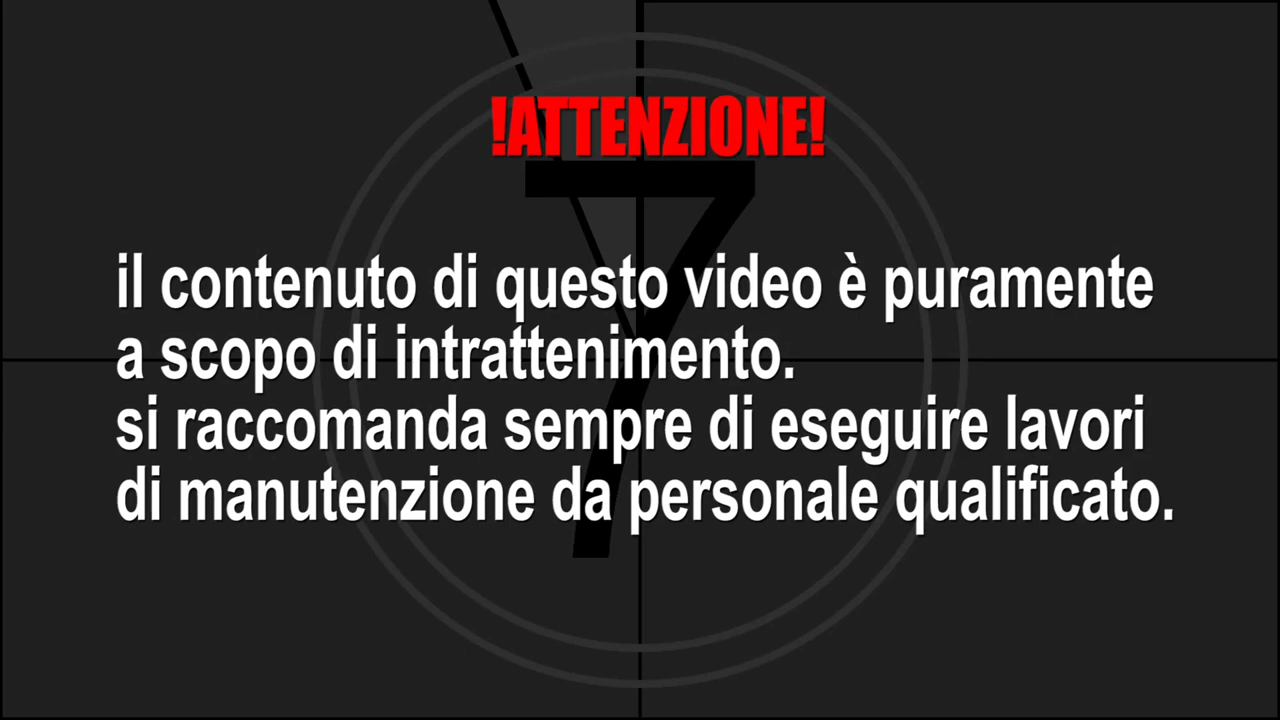 !ATTENZIONE!
7
il contenuto di questo video è puramente
a scopo di intrattenimento.
si raccomanda sempre di eseguire lavori
di manutenzione da personale qualificato.